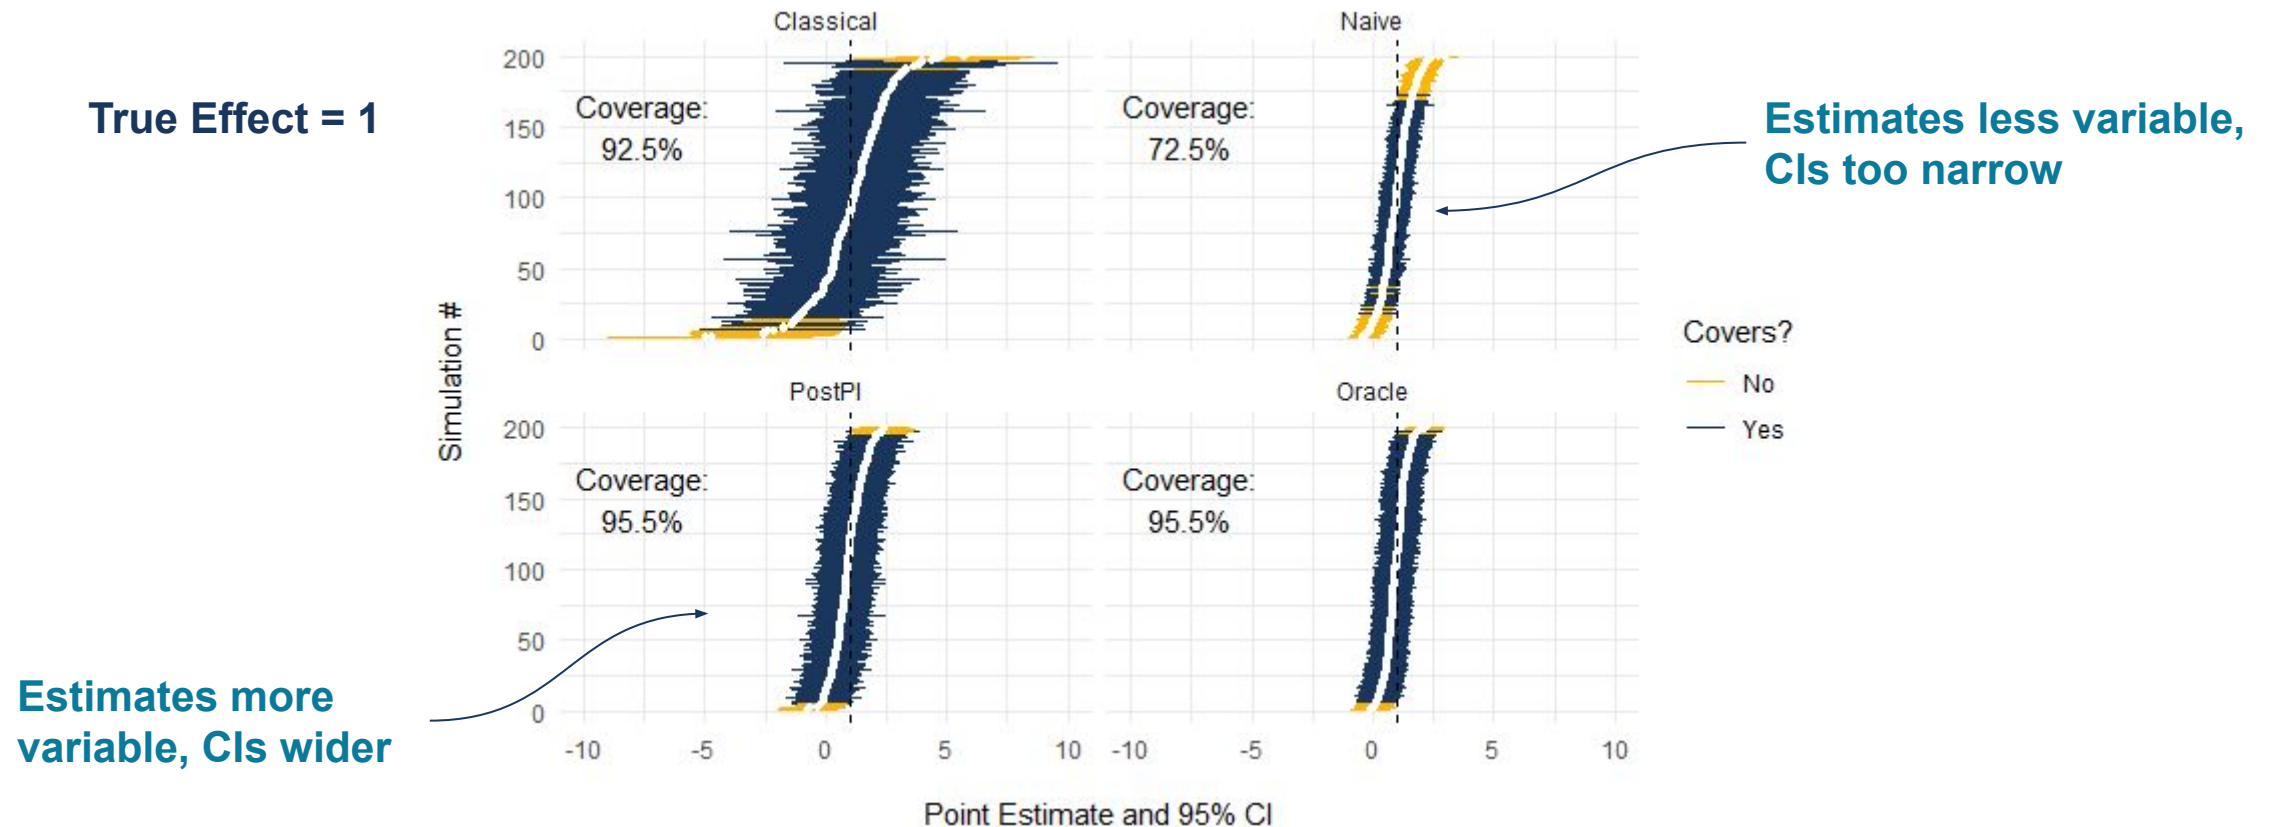 True Effect = 1
Classical
Naive
200
150
100
50
0
Coverage:
92.5%
Coverage:
72.5%
Estimates less variable,
CIs too narrow
Simulation #
PostPI
Oracle
200
150
100
50
0
Coverage:
95.5%
Coverage:
95.5%
Covers?
No
Yes
Estimates more
variable, CIs wider
-10 -5 0 5 10 -10 -5 0 5 10
Point Estimate and 95% CI